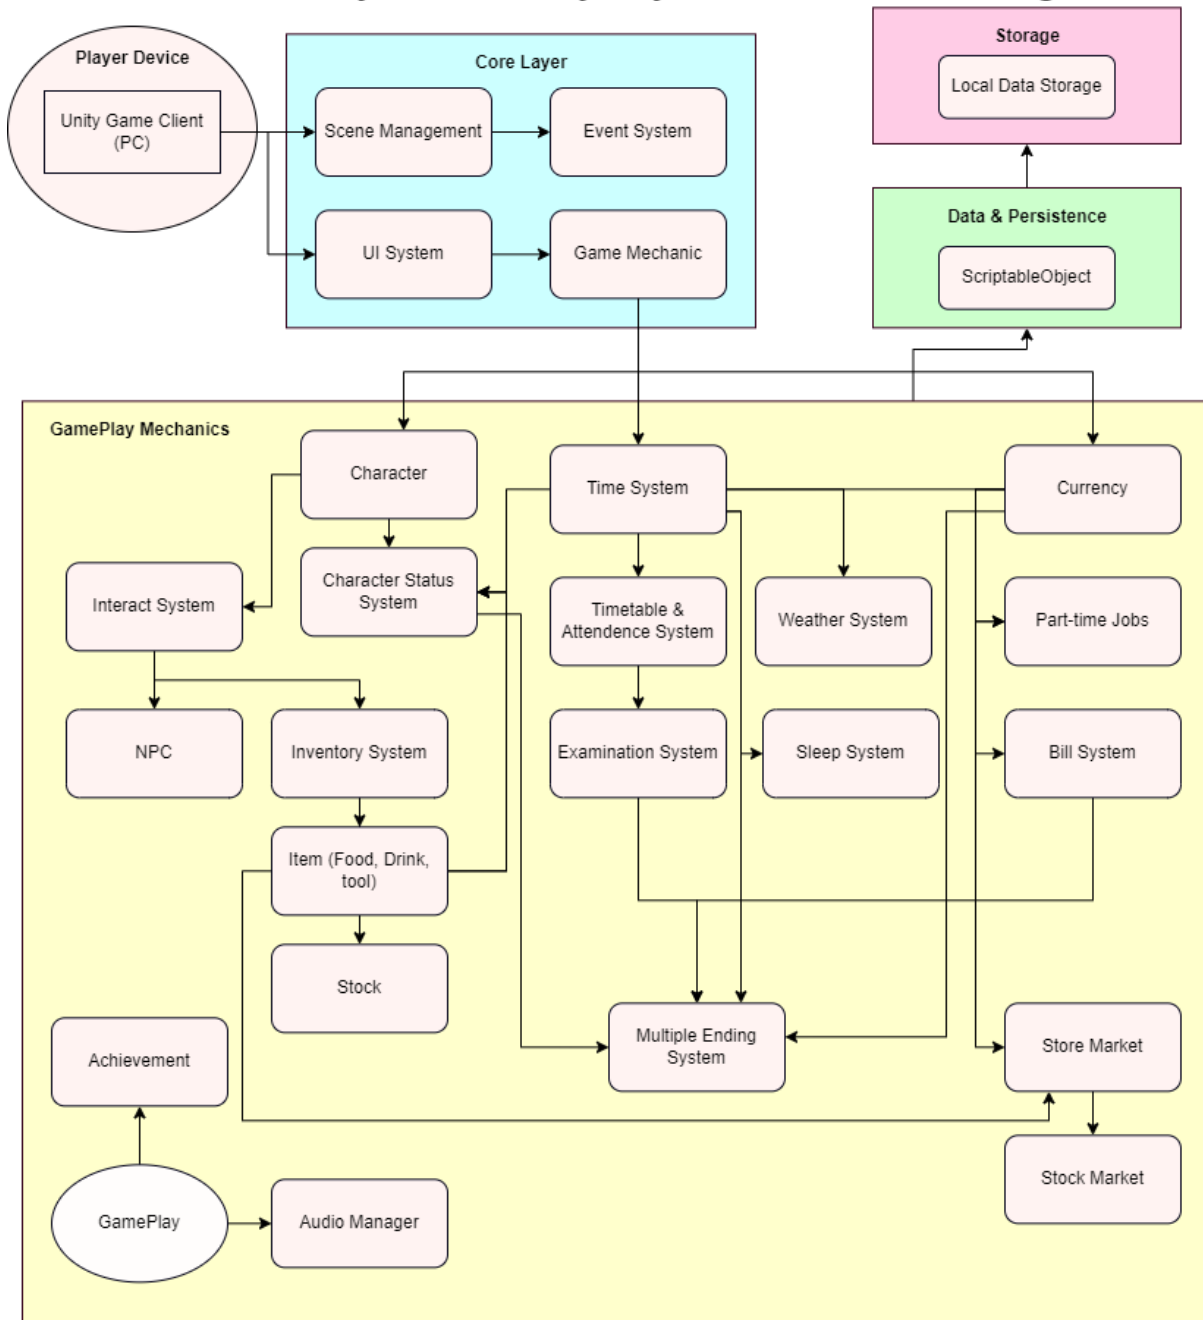 Player Device
Unity Game Client
(PC)
Core Layer
Scene Management
Event System
UI System
Game Mechanic
Storage
Local Data Storage
Data & Persistence
ScriptableObject
GamePlay Mechanics
Character
Time System
Currency
Interact System
Character Status
System
Timetable &
Attendence System
Weather System
Part-time Jobs
NPC
Inventory System
Examination System
Sleep System
Bill System
Item (Food, Drink,
tool)
Stock
Achievement
Multiple Ending
System
Store Market
Stock Market
GamePlay
Audio Manager